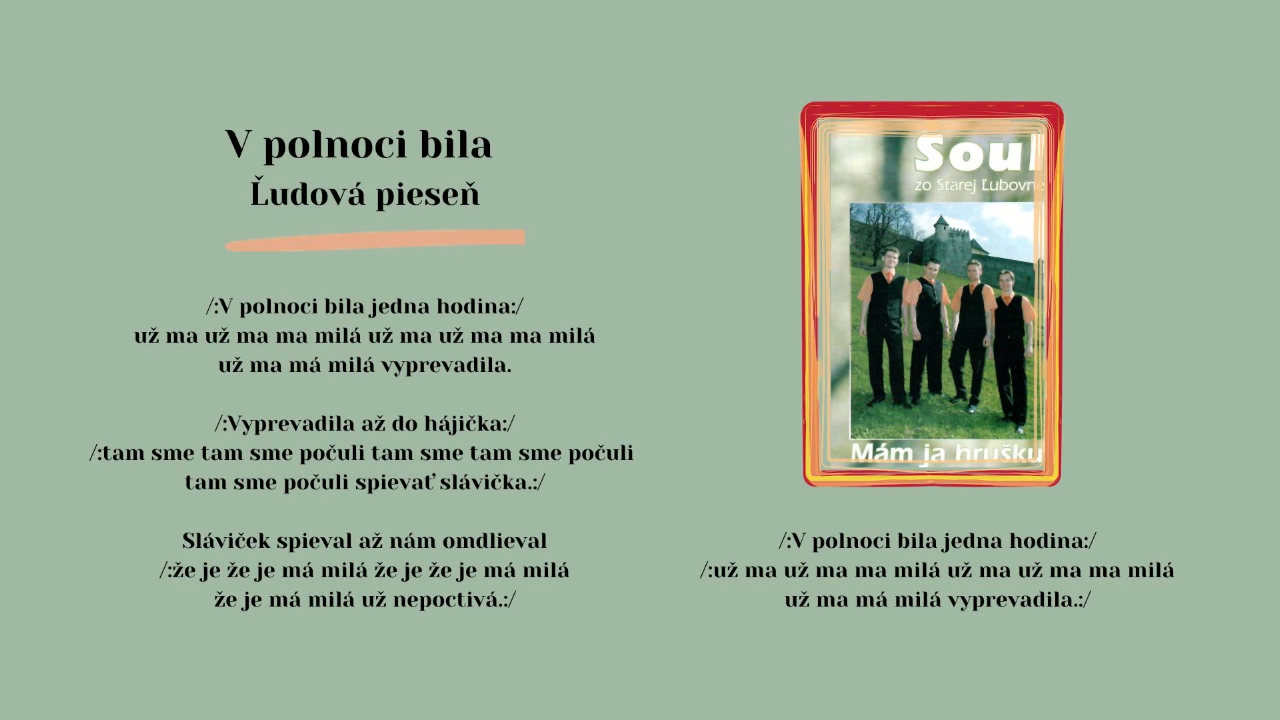 V polnoci bila
Ľudová pieseň
/:V polnoci bila jedna hodina:/
už ma už ma ma milá už ma už ma ma milá
už ma má milá vyprevadila.
/:Vyprevadila až do hájička:/
/:tam sme tam sme počuli tam sme tam sme počuli
tam sme počuli spievať slávička.:/
Sláviček spieval až nám omdlieval
/:že je že je má milá že je že je má milá
že je má milá už nepoctivá.:/
Soul
zo Starej Ľubovne
Mám ja hrušku
/:V polnoci bila jedna hodina:/
/:už ma už ma ma milá už ma už ma ma milá
už ma má milá vyprevadila.:/